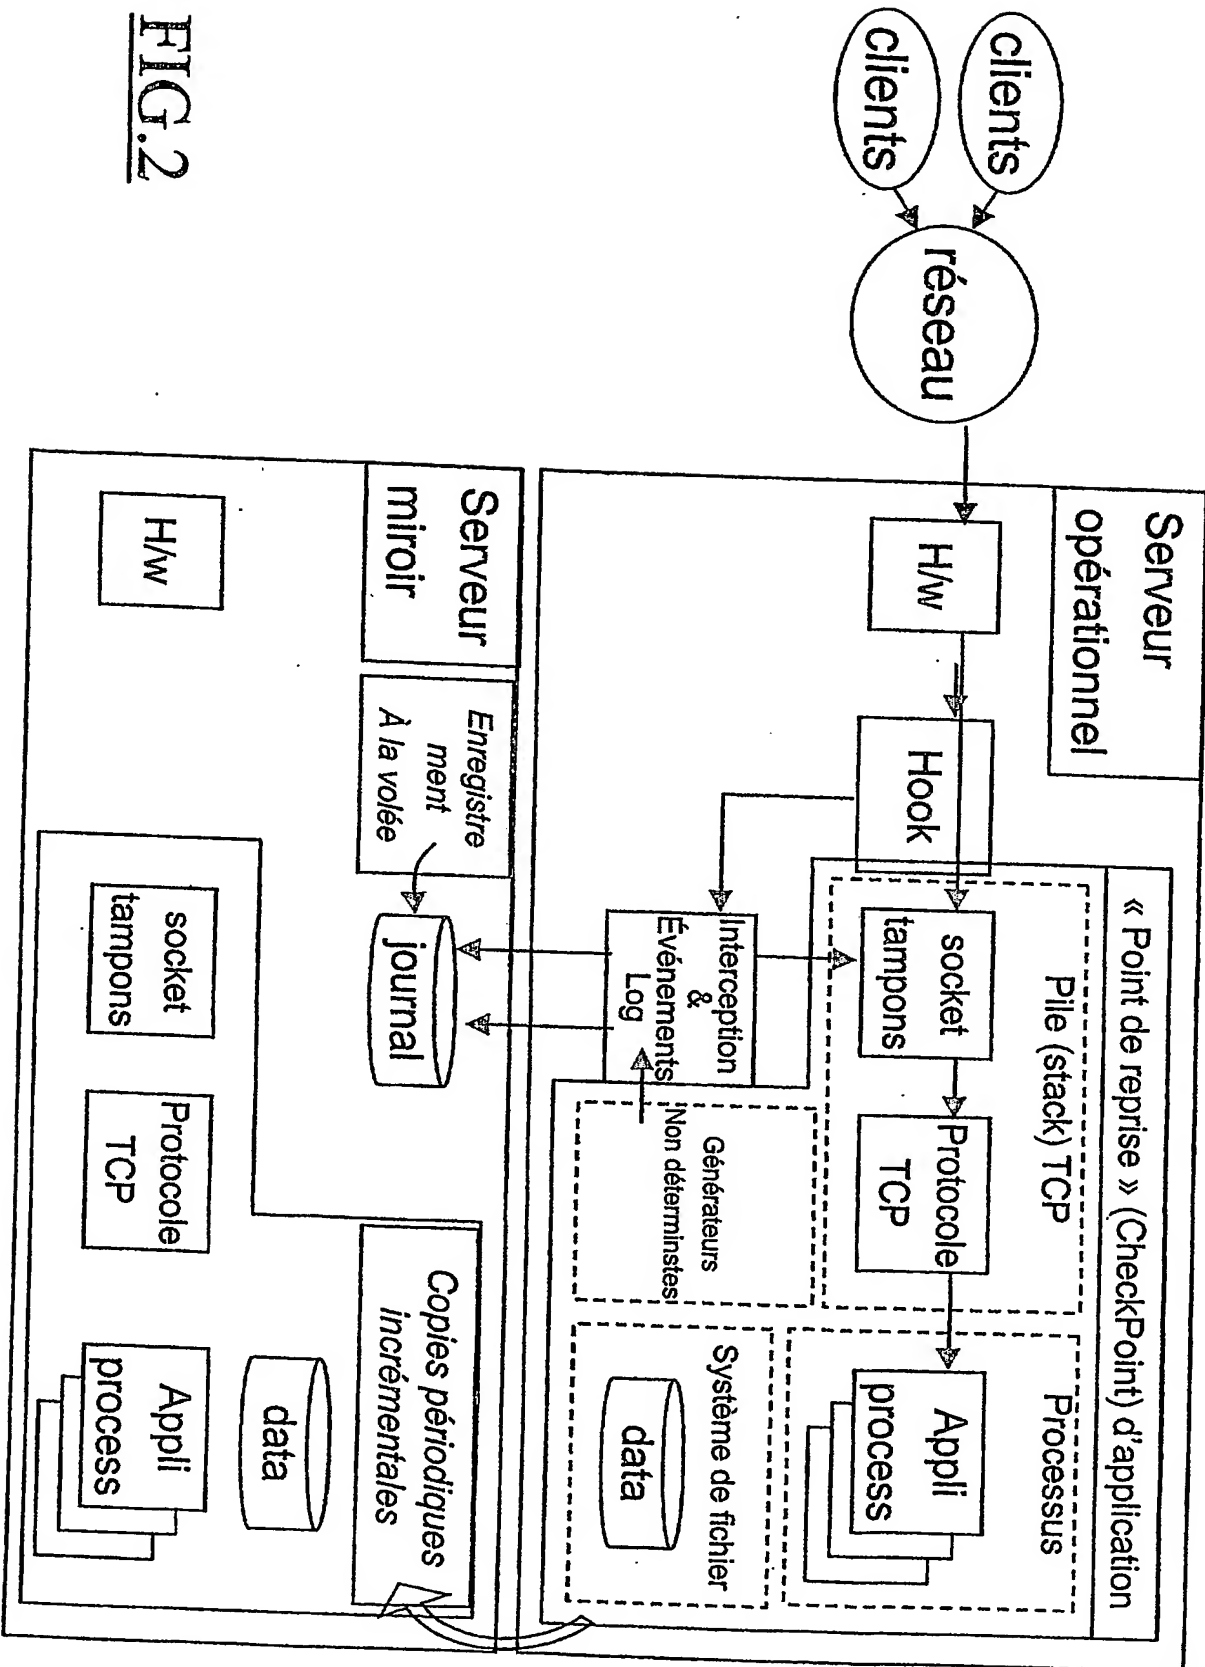 clients
clients
réseau
Serveur
opérationnel
H/w
Hook
« Point de reprise » (CheckPoint) d'application
Pile (stack) TCP
socket
tampons
Protocole
TCP
Processus
Appli
process
Interception
&
Événements
Log
Générateurs
Non déterminstes
Système de fichier
data
Serveur
miroir
Enregistre
ment
À la volée
journal
Copies périodiques
incrémentales
H/w
socket
tampons
Protocole
TCP
data
Appli
process
FIG.2